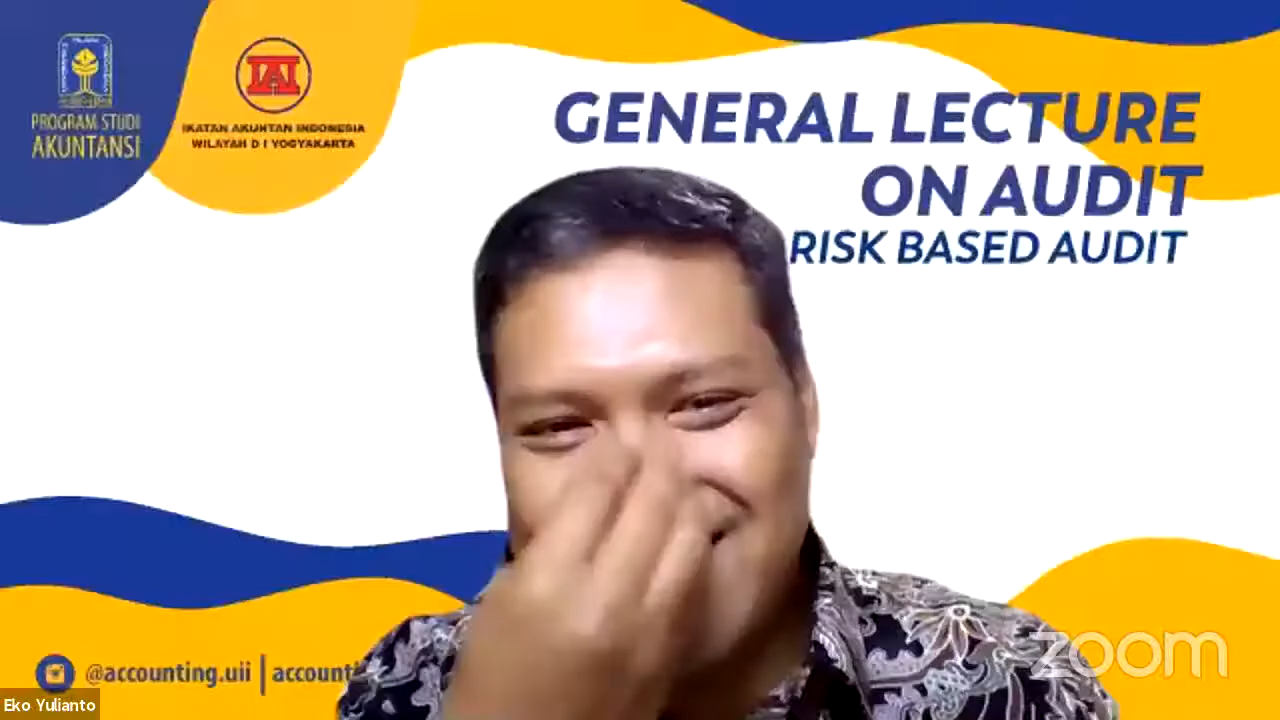 PROGRAM STUDI
AKUNTANSI
IAI
IKATAN AKUNTAN INDONESIA
WILAYAH D I YOGYAKARTA
GENERAL LECTURE
ON AUDIT
RISK BASED AUDIT
@accounting.uii | account
Eko Yulianto
zoom